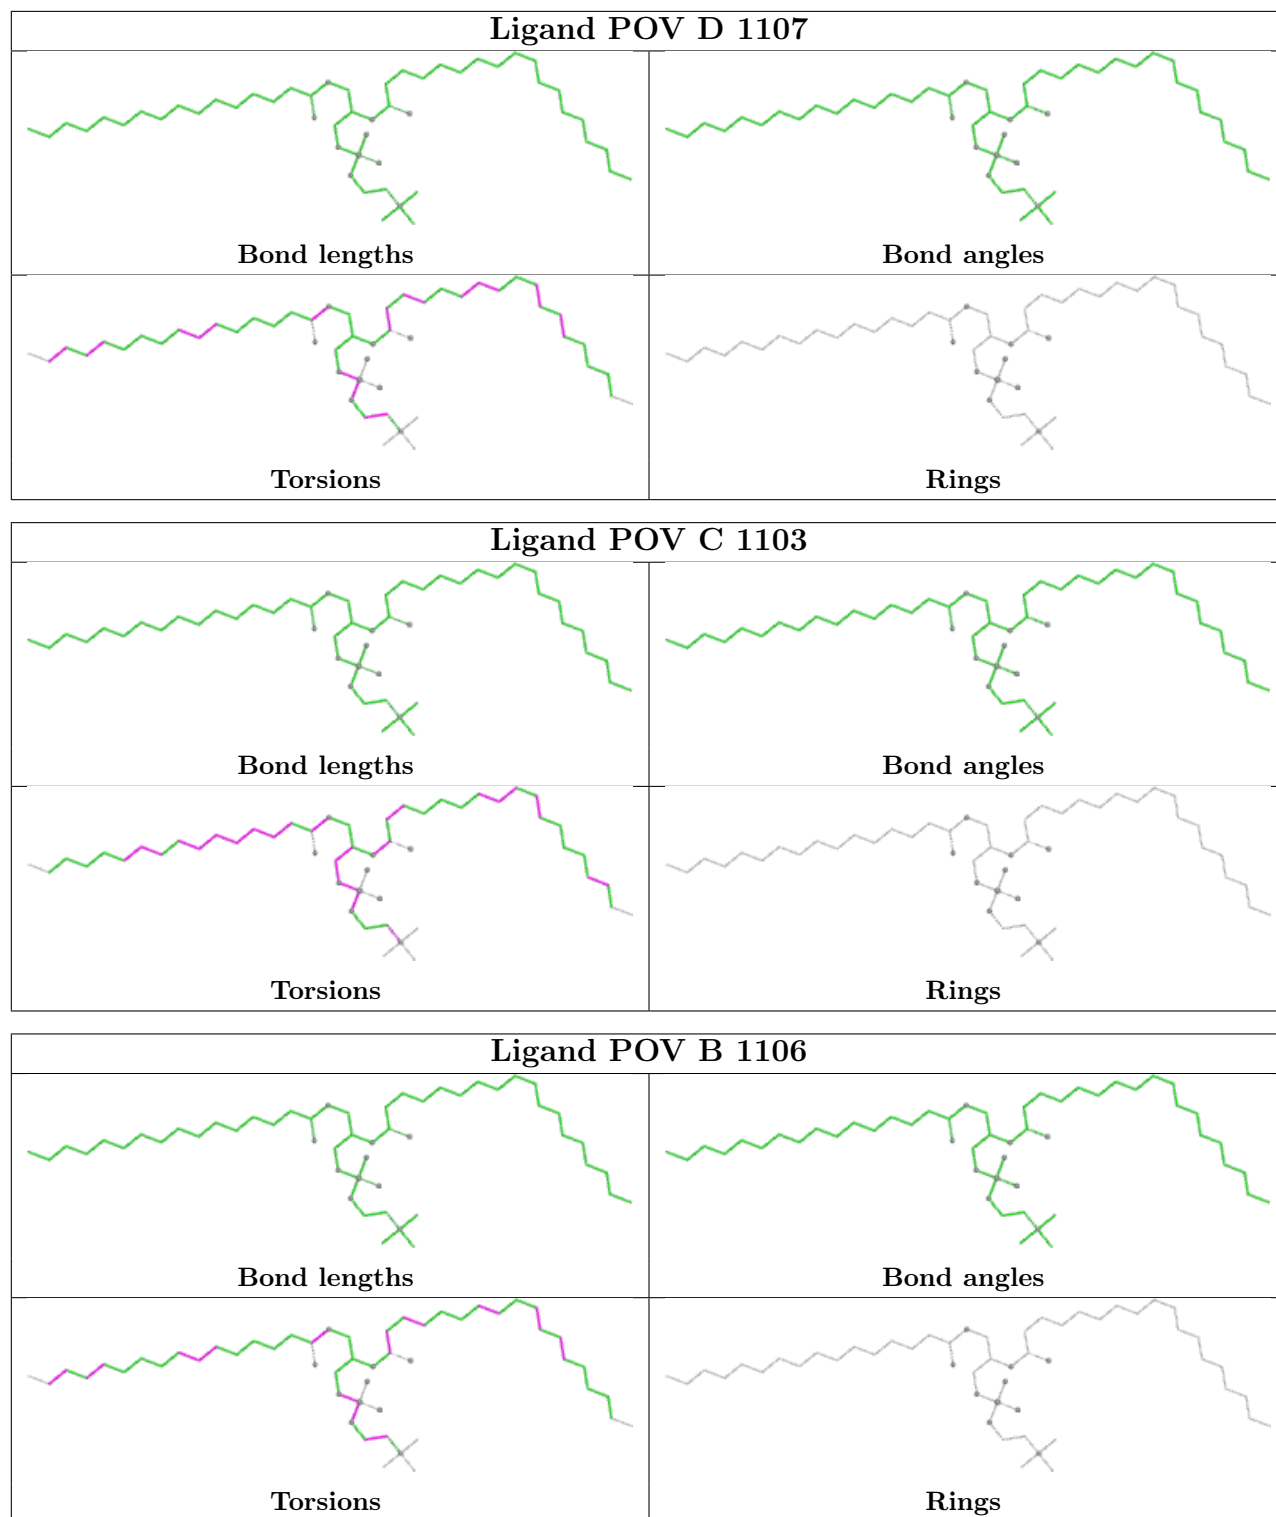 Ligand POV D 1107
Bond lengths
Bond angles
Torsions
Rings
Ligand POV C 1103
Bond lengths
Bond angles
Torsions
Rings
Ligand POV B 1106
Bond lengths
Bond angles
Torsions
Rings